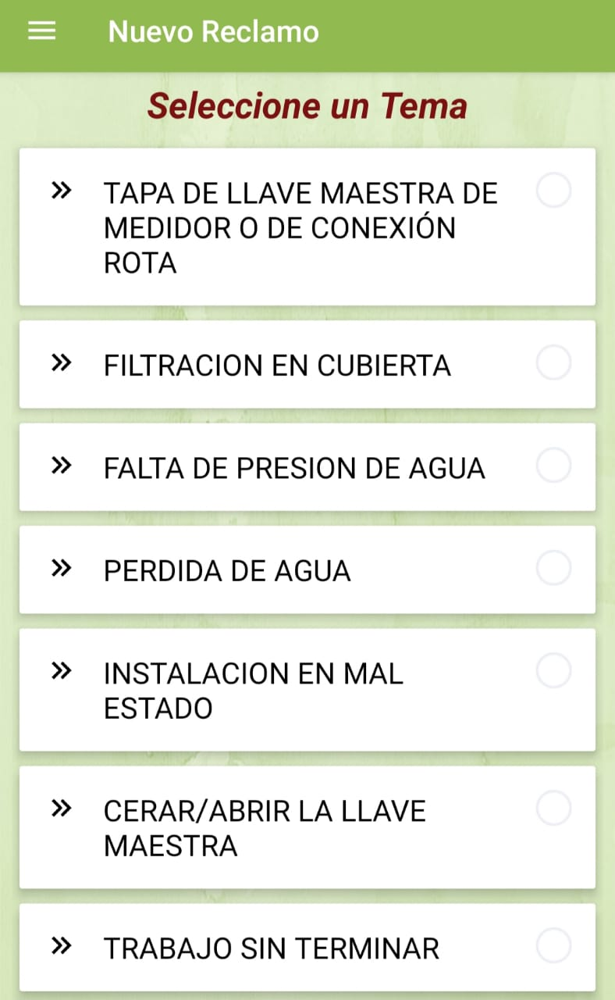 Nuevo Reclamo
Seleccione un Tema
TAPA DE LLAVE MAESTRA DE
MEDIDOR O DE CONEXIÓN
ROTA
FILTRACION EN CUBIERTA
FALTA DE PRESION DE AGUA
PERDIDA DE AGUA
INSTALACION EN MAL
ESTADO
CERAR/ABRIR LA LLAVE
MAESTRA
TRABAJO SIN TERMINAR